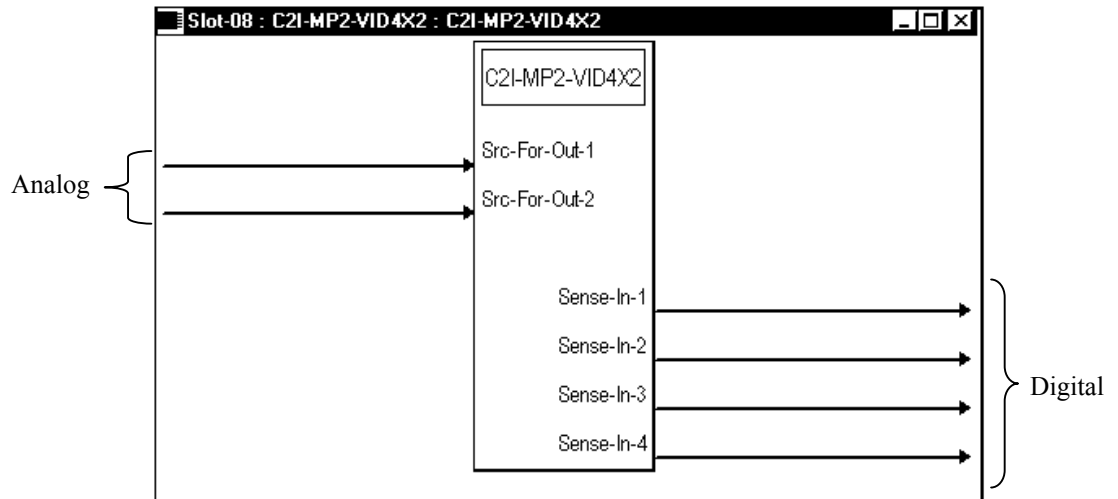 Slot-08 : C2I-MP2-VID4X2 : C2I-MP2-VID4X2
C2I-MP2-VID4X2
Src-For-Out-1
Analog
Src-For-Out-2
Sense-In-1
Sense-In-2
Sense-In-3
Digital
Sense-In-4